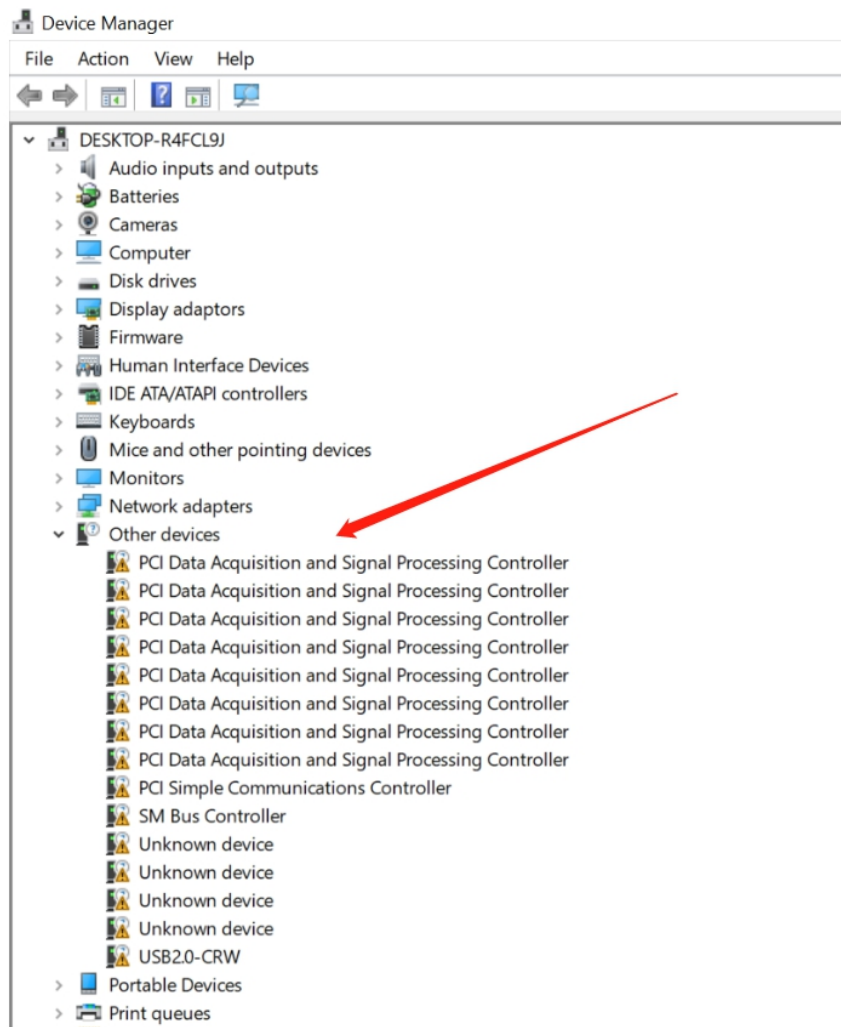 Device Manager
File Action View Help
DESKTOP-R4FCL9J
Audio inputs and outputs
Batteries
Cameras
Computer
Disk drives
Display adaptors
Firmware
Human Interface Devices
IDE ATA/ATAPI controllers
Keyboards
Mice and other pointing devices
Monitors
Network adapters
Other devices
PCI Data Acquisition and Signal Processing Controller
PCI Data Acquisition and Signal Processing Controller
PCI Data Acquisition and Signal Processing Controller
PCI Data Acquisition and Signal Processing Controller
PCI Data Acquisition and Signal Processing Controller
PCI Data Acquisition and Signal Processing Controller
PCI Data Acquisition and Signal Processing Controller
PCI Data Acquisition and Signal Processing Controller
PCI Simple Communications Controller
SM Bus Controller
Unknown device
Unknown device
Unknown device
Unknown device
USB2.0-CRW
Portable Devices
Print queues